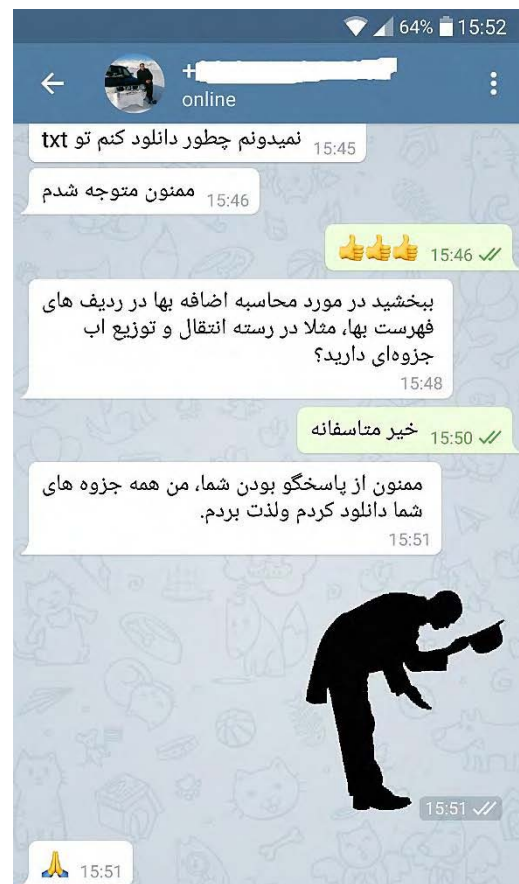 64% 15:52
+
online
نمیدونم چطور دانلود کنم تو txt
15:45
ممنون متوجه شدم
15:46
👍👍👍
15:46
ببخشید در مورد محاسبه اضافه بها در ردیف های
فهرست بها، مثلا در رسته انتقال و توزیع اب
جزوه‌ای دارید؟
15:48
خیر متاسفانه
15:50
ممنون از پاسخگو بودن شما، من همه جزوه های
شما دانلود کردم ولذت بردم.
15:51
15:51
🙏 15:51